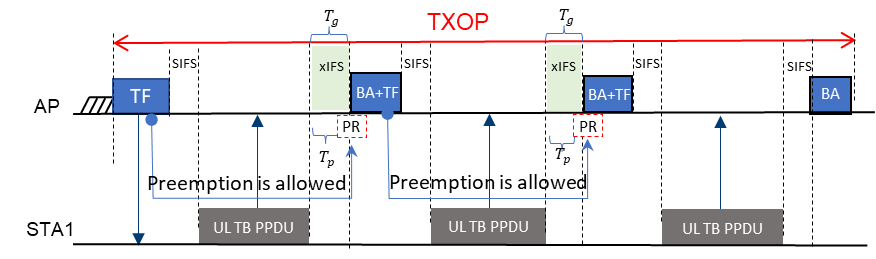 T_g
TXOP
T_g
SIFS
xIFS
SIFS
xIFS
SIFS
SIFS
AP
TF
BA+TF
BA+TF
BA
PR
PR
T_p
T_p
Preemption is allowed
Preemption is allowed
STA1
UL TB PPDU
UL TB PPDU
UL TB PPDU